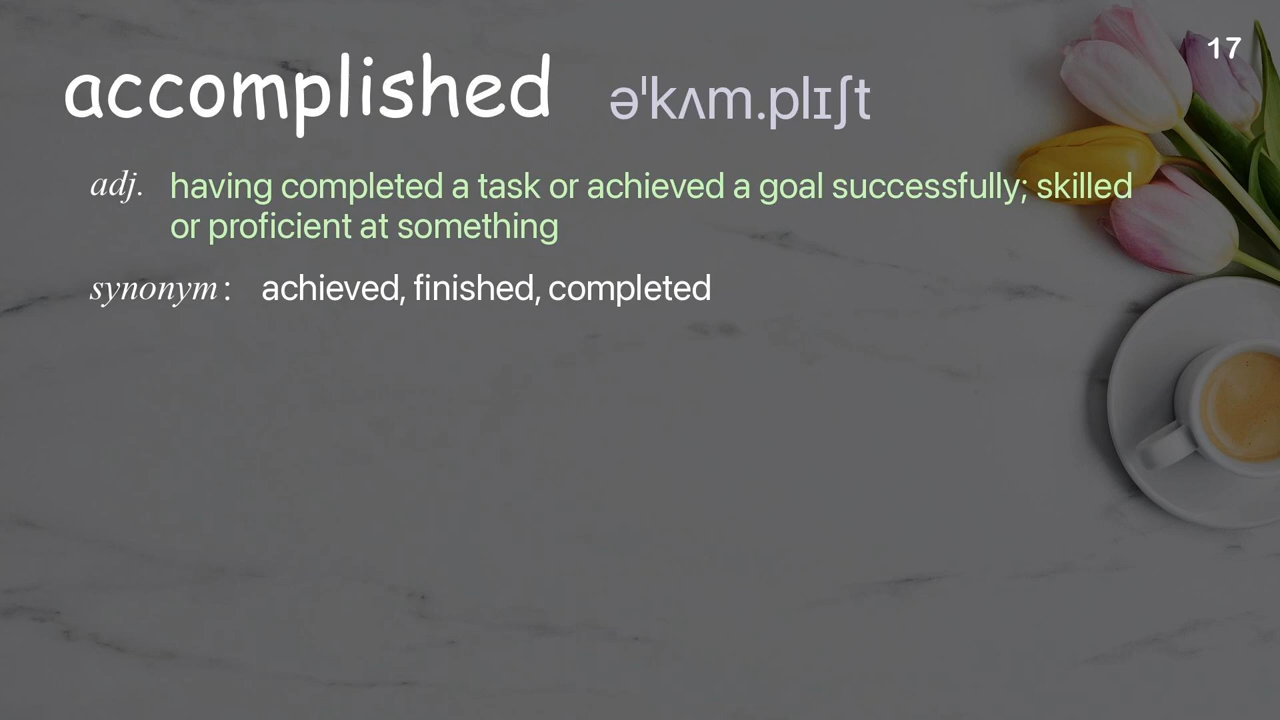 17
accomplished əˈkʌm.plɪʃt
adj. having completed a task or achieved a goal successfully; skilled
or proficient at something
synonym: achieved, finished, completed